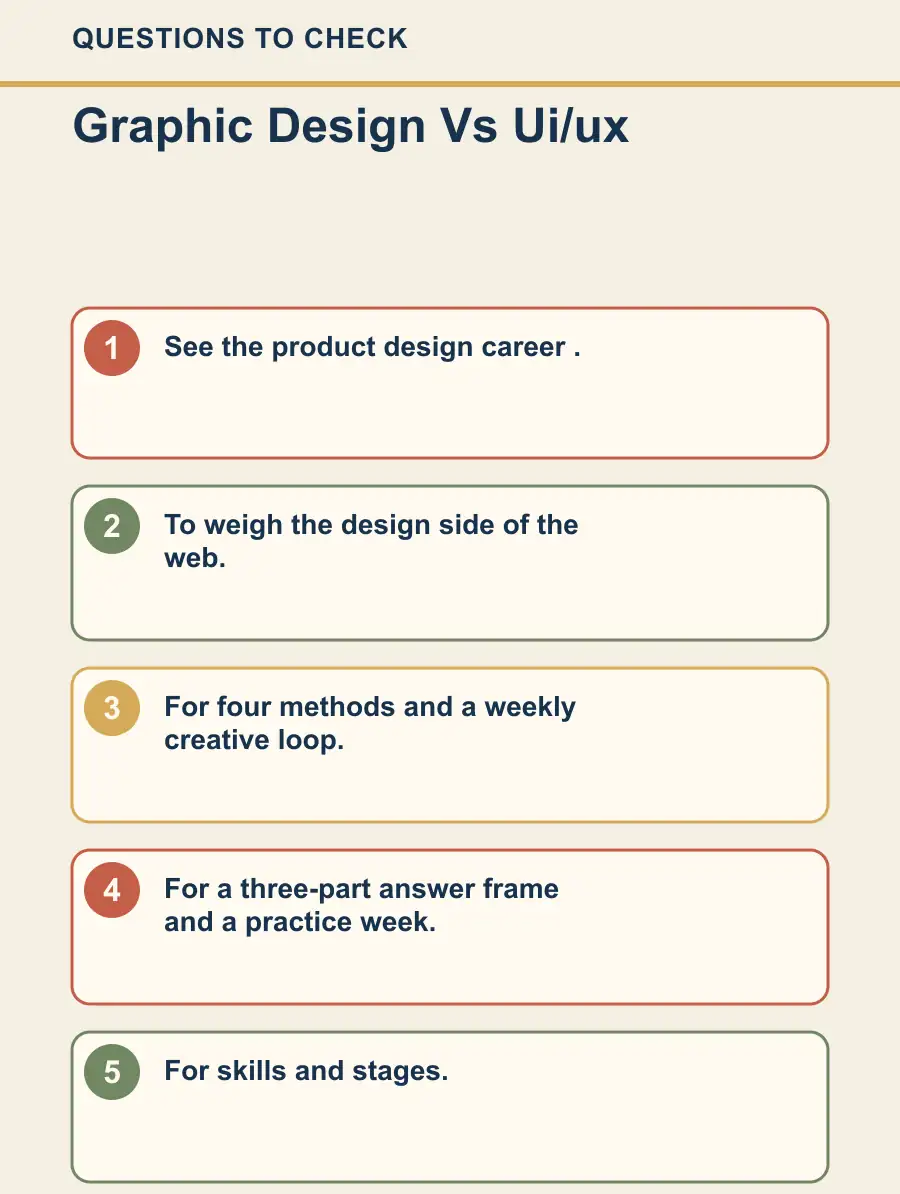 QUESTIONS TO CHECK
Graphic Design Vs Ui/ux
1
See the product design career .
2
To weigh the design side of the
web.
3
For four methods and a weekly
creative loop.
4
For a three-part answer frame
and a practice week.
5
For skills and stages.